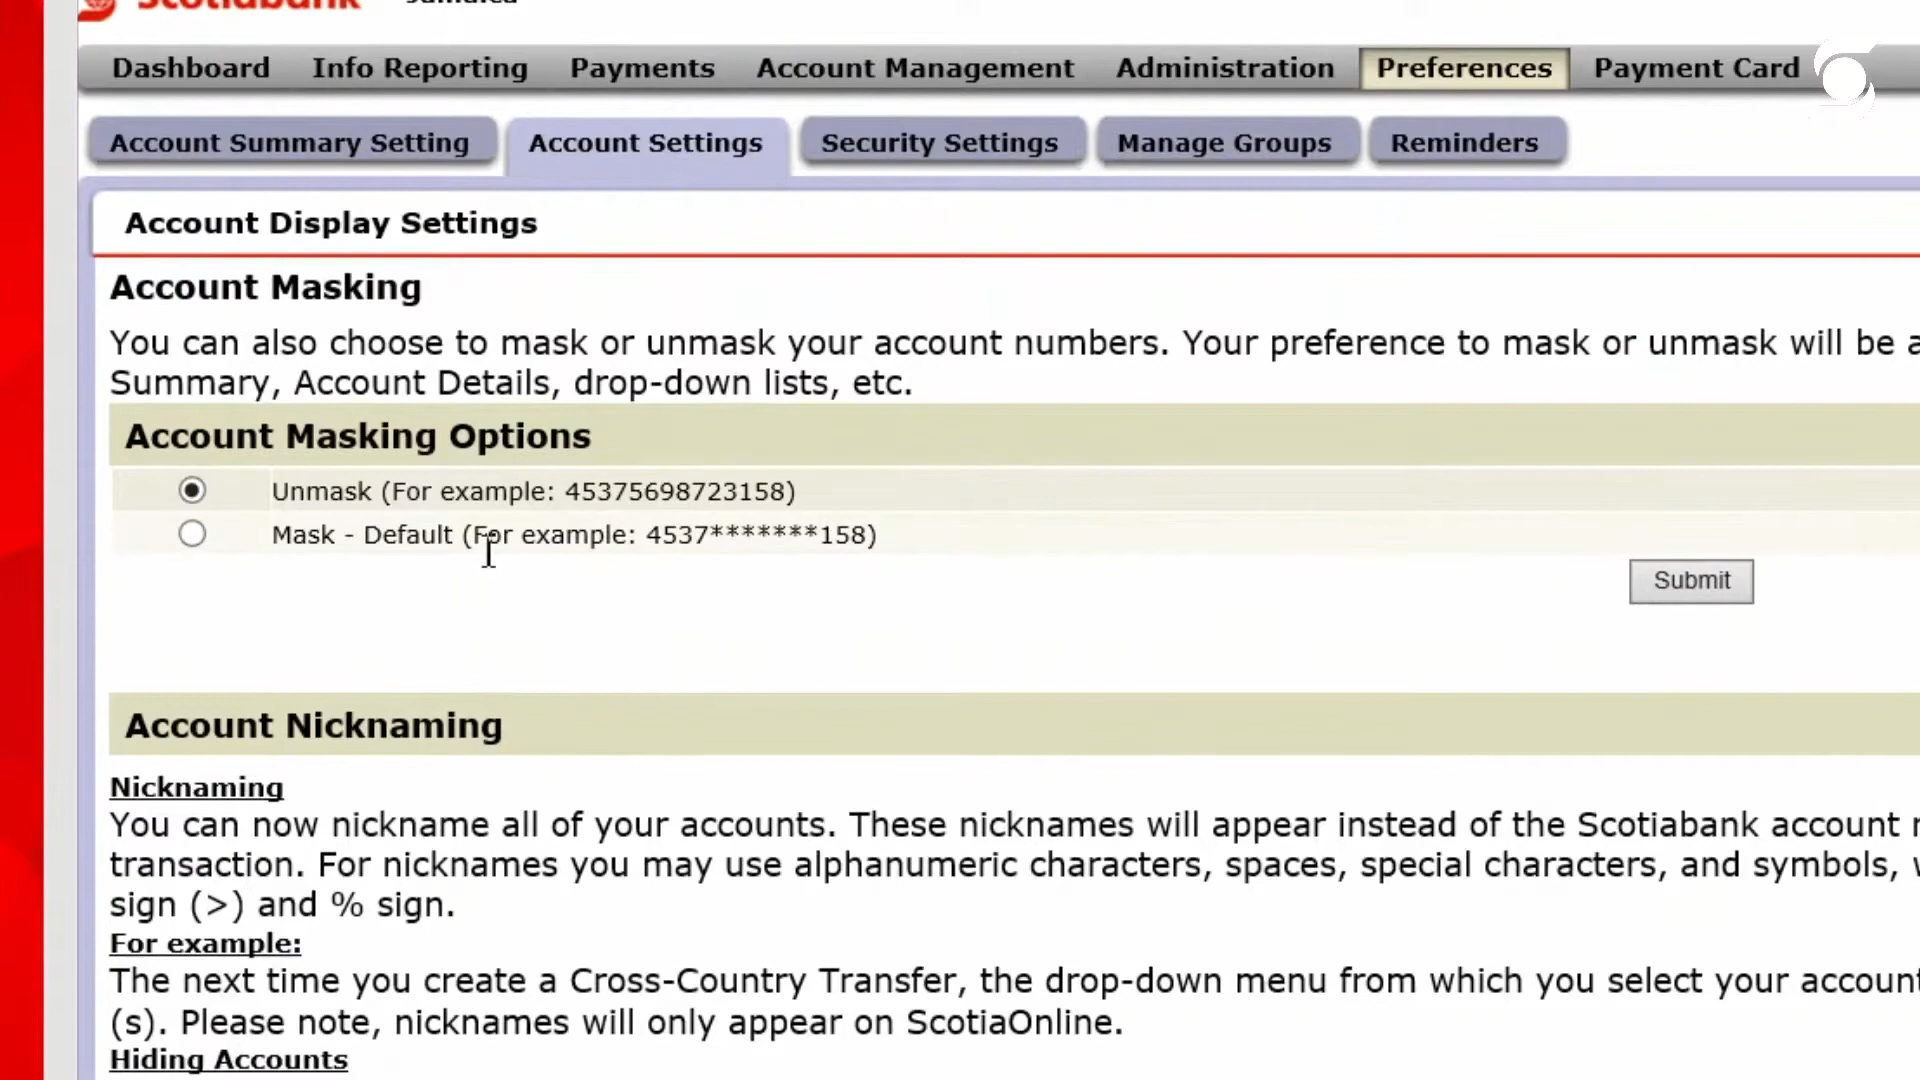 Scotiabank Jamaica
Dashboard Info Reporting Payments Account Management Administration Preferences Payment Card
Account Summary Setting Account Settings Security Settings Manage Groups Reminders
Account Display Settings
Account Masking
You can also choose to mask or unmask your account numbers. Your preference to mask or unmask will be
Summary, Account Details, drop-down lists, etc.
Account Masking Options
Unmask (For example: 45375698723158)
Mask - Default (For example: 4537*******158)
Submit
Account Nicknaming
Nicknaming
You can now nickname all of your accounts. These nicknames will appear instead of the Scotiabank account
transaction. For nicknames you may use alphanumeric characters, spaces, special characters, and symbols,
sign (>) and % sign.
For example:
The next time you create a Cross-Country Transfer, the drop-down menu from which you select your account
(s). Please note, nicknames will only appear on ScotiaOnline.
Hiding Accounts